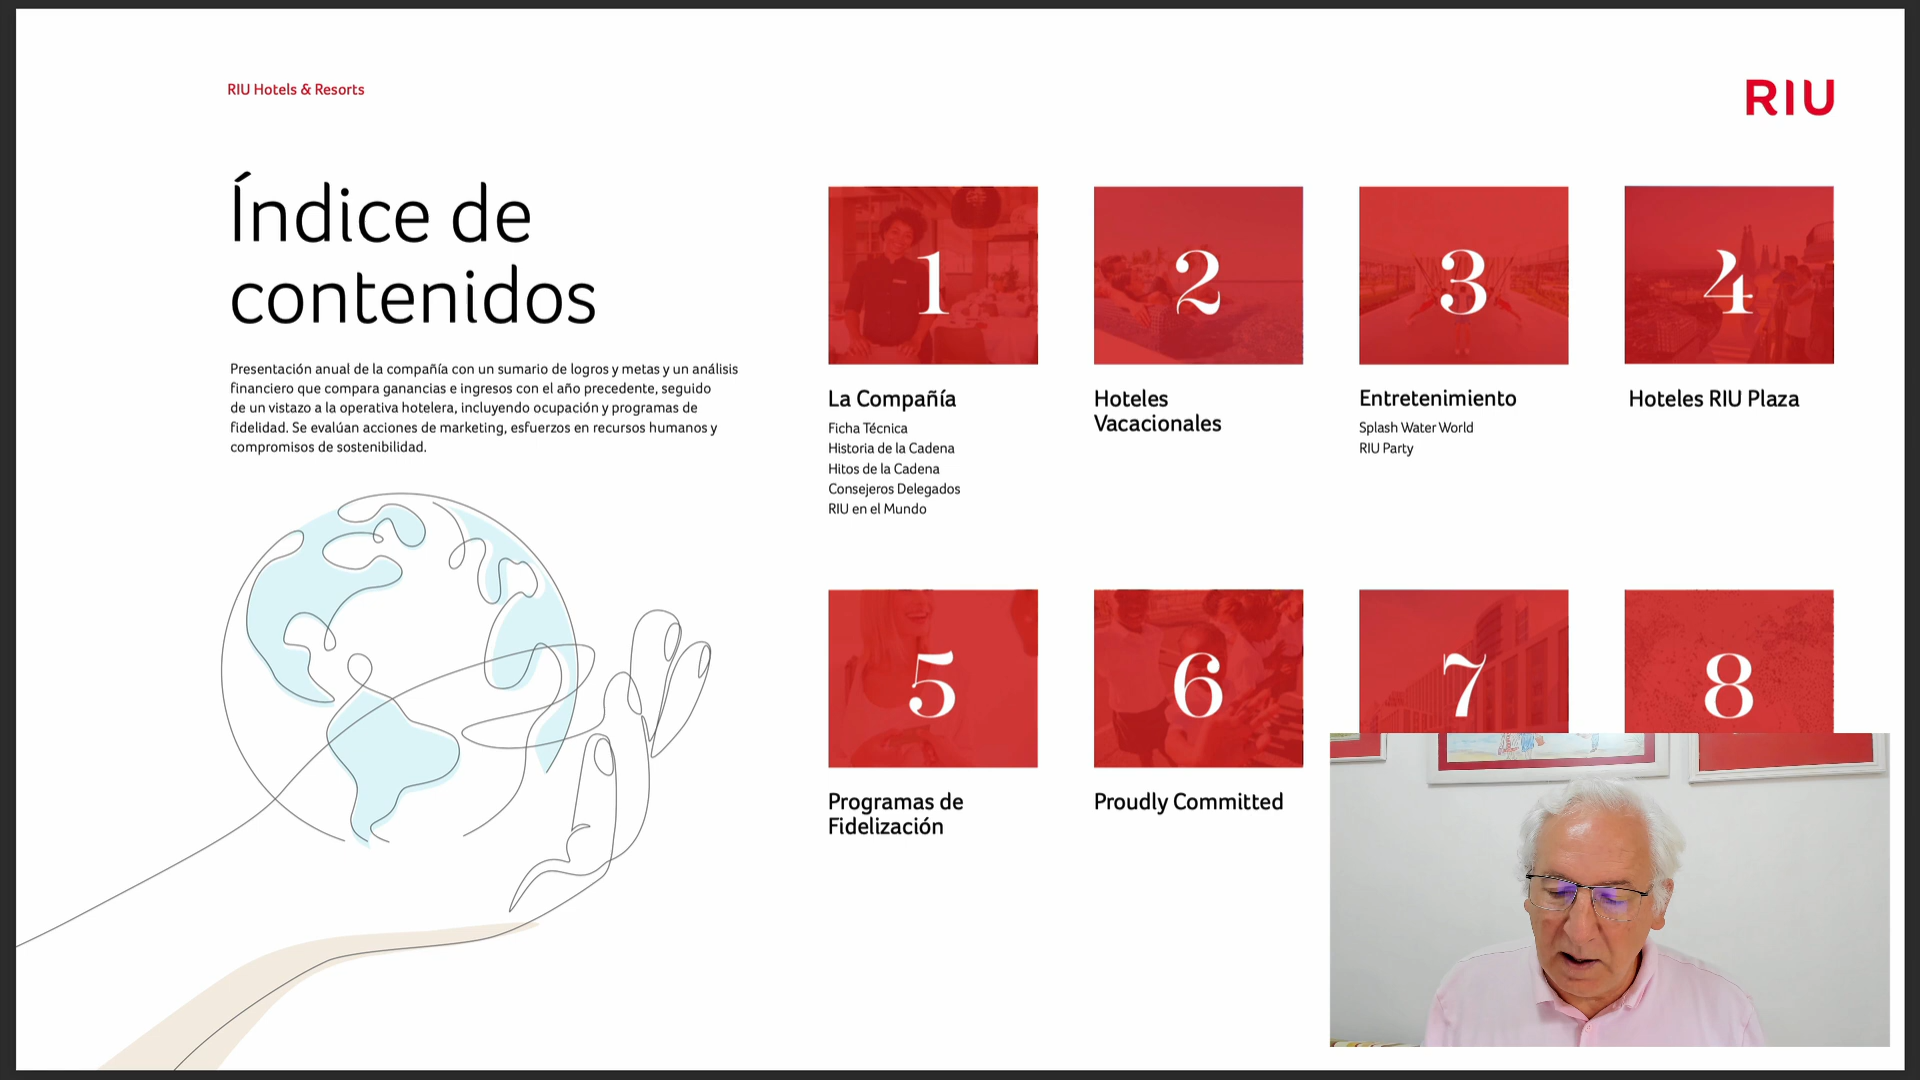 RIU Hotels & Resorts
RIU
Índice de
contenidos
Presentación anual de la compañía con un sumario de logros y metas y un análisis
financiero que compara ganancias e ingresos con el año precedente, seguido
de un vistazo a la operativa hotelera, incluyendo ocupación y programas de
fidelidad. Se evalúan acciones de marketing, esfuerzos en recursos humanos y
compromisos de sostenibilidad.
1
La Compañía
Ficha Técnica
Historia de la Cadena
Hitos de la Cadena
Consejeros Delegados
RIU en el Mundo
2
Hoteles
Vacacionales
3
Entretenimiento
Splash Water World
RIU Party
4
Hoteles RIU Plaza
5
Programas de
Fidelización
6
Proudly Committed
7
8